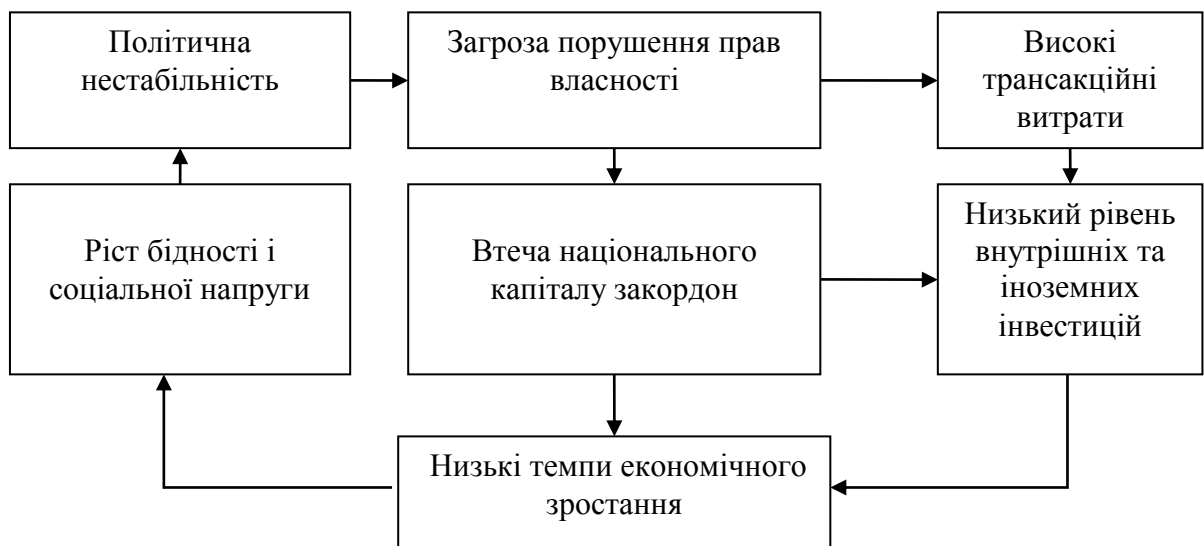 Політична
нестабільність
Загроза порушення прав
власності
Високі
трансакційні
витрати
Ріст бідності і
соціальної напруги
Втеча національного
капіталу закордон
Низький рівень
внутрішніх та
іноземних
інвестицій
Низькі темпи економічного
зростання